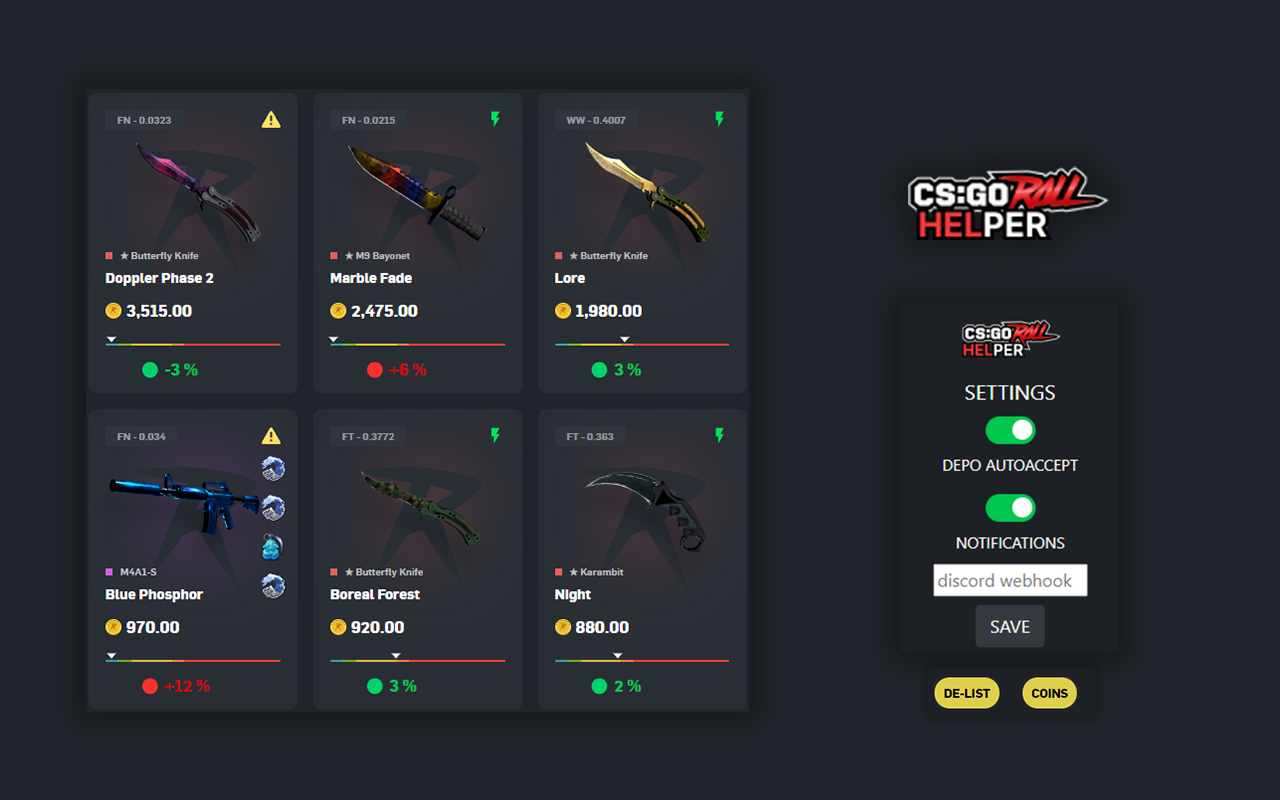 FN - 0.0323
★ Butterfly Knife
Doppler Phase 2
3,515.00
-3 %
FN - 0.0215
★ M9 Bayonet
Marble Fade
2,475.00
+6 %
WW - 0.4007
★ Butterfly Knife
Lore
1,980.00
3 %
FN - 0.034
M4A1-S
Blue Phosphor
970.00
+12 %
FT - 0.3772
★ Butterfly Knife
Boreal Forest
920.00
3 %
FT - 0.363
★ Karambit
Night
880.00
2 %
CS:GO ROLL
HELPER
CS:GO ROLL
HELPER
SETTINGS
DEPO AUTOACCEPT
NOTIFICATIONS
discord webhook
SAVE
DE-LIST
COINS